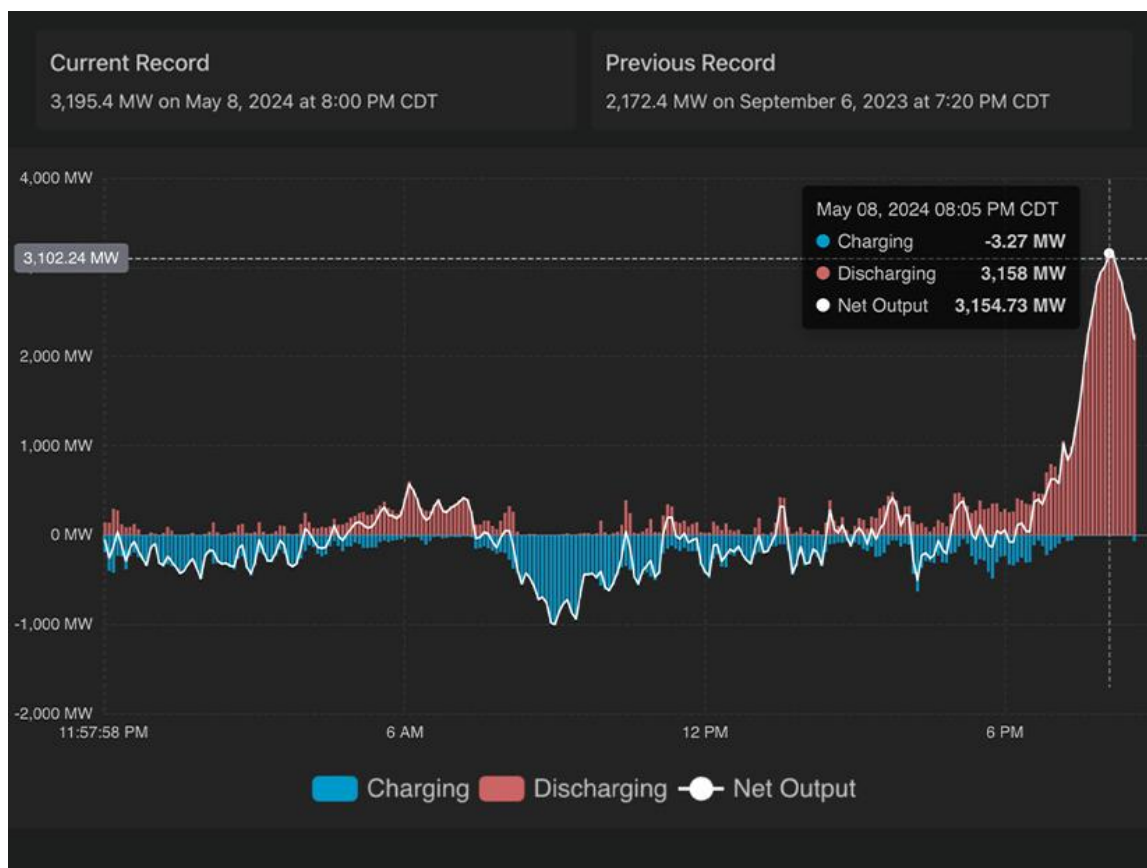 Current Record
3,195.4 MW on May 8, 2024 at 8:00 PM CDT
Previous Record
2,172.4 MW on September 6, 2023 at 7:20 PM CDT
4,000 MW
May 08, 2024 08:05 PM CDT
Charging -3.27 MW
3,102.24 MW
Discharging 3,158 MW
Net Output 3,154.73 MW
2,000 MW
1,000 MW
0 MW
-1,000 MW
-2,000 MW
11:57:58 PM 6 AM 12 PM 6 PM
Charging Discharging Net Output